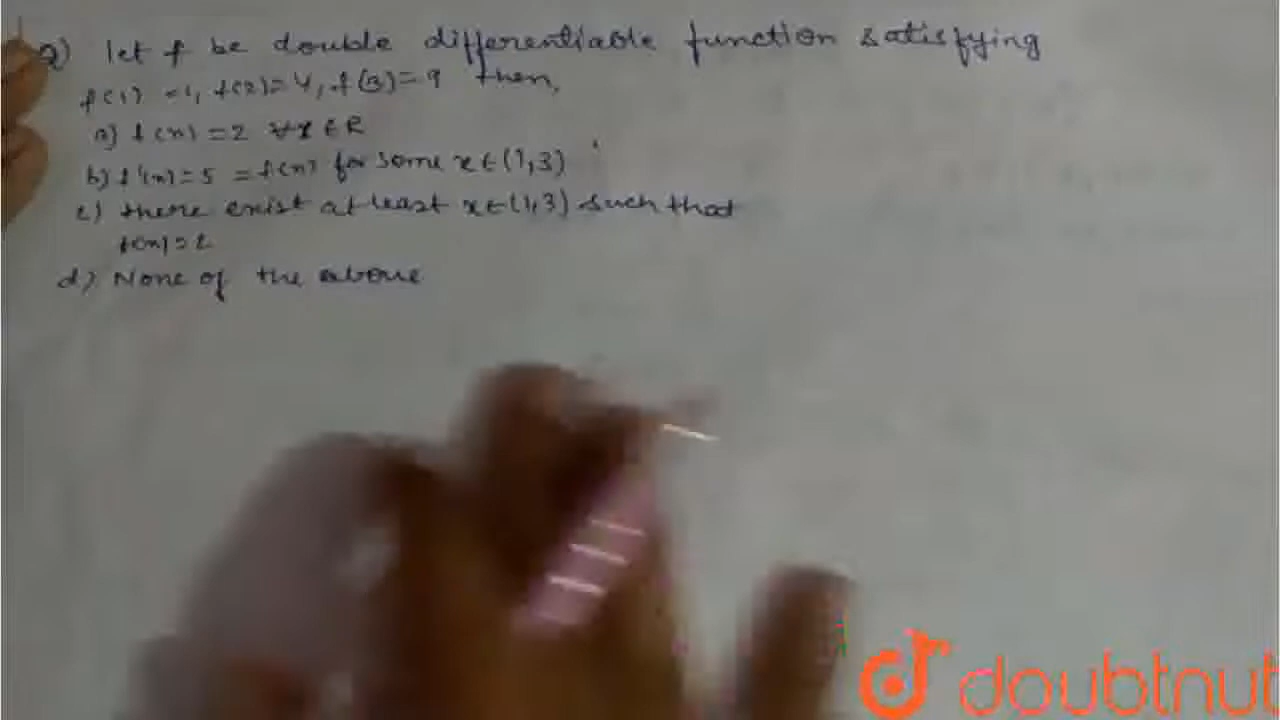 Q) let f be double differentiable function satisfying
f(1) = 1, f(2) = 4, f(3) = 9 then,
a) f(x) = 2 ∀x ∈ R
b) f'(x) = 5 = f(x) for some x ∈ (1,3)
c) there exist at least x ∈ (1,3) such that
f(x) = 2
d) None of the above
doubtnut